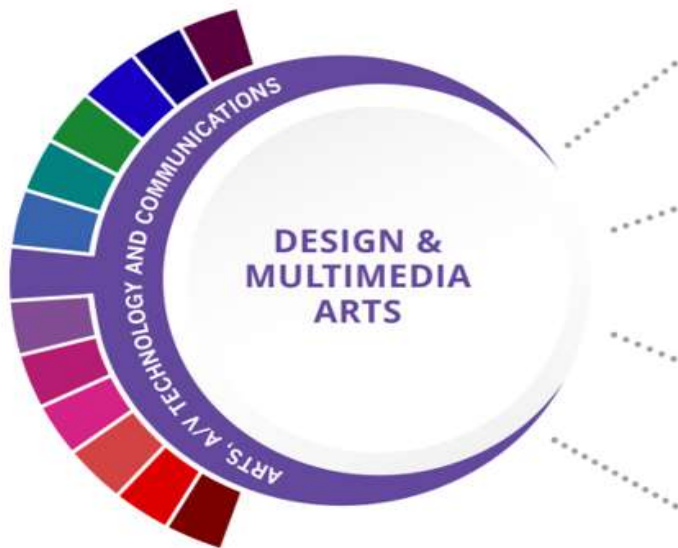 ARTS, A/V TECHNOLOGY AND COMMUNICATIONS
DESIGN &
MULTIMEDIA
ARTS